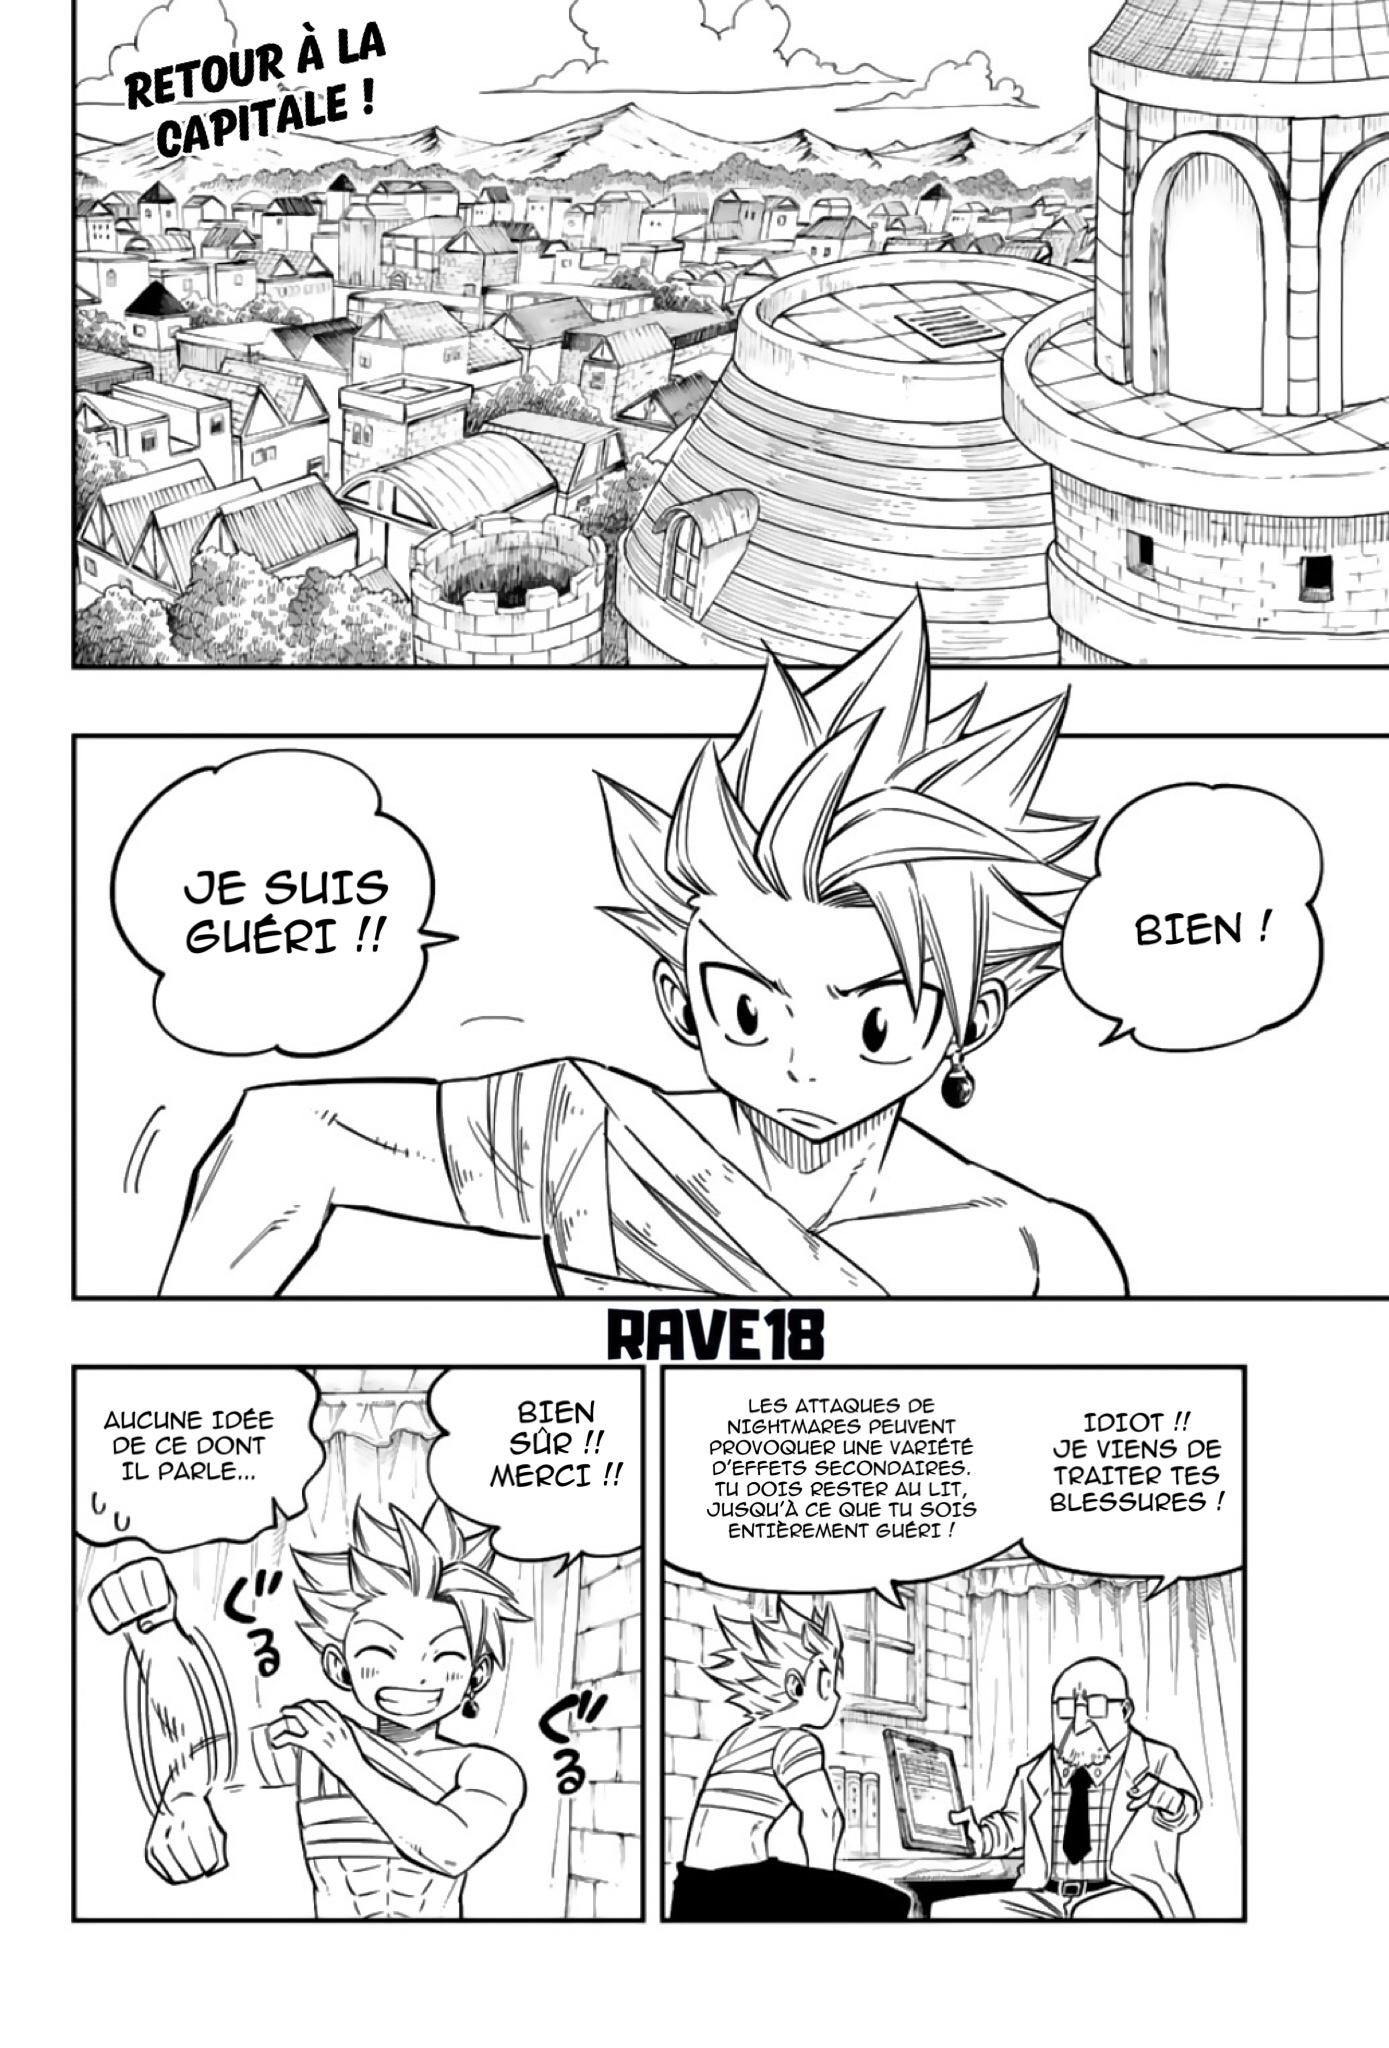 RETOUR À LA
CAPITALE !
BIEN !
JE SUIS
GUÉRI !!
RAVE18
IDIOT !!
JE VIENS DE
TRAITER TES
BLESSURES !
LES ATTAQUES DE
NIGHTMARES PEUVENT
PROVOQUER UNE VARIÉTÉ
D'EFFETS SECONDAIRES.
TU DOIS RESTER AU LIT,
JUSQU'À CE QUE TU SOIS
ENTIÈREMENT GUÉRI !
BIEN
SÛR !!
MERCI !!
AUCUNE IDÉE
DE CE DONT
IL PARLE...
ぐ"
る
ぐ"
る